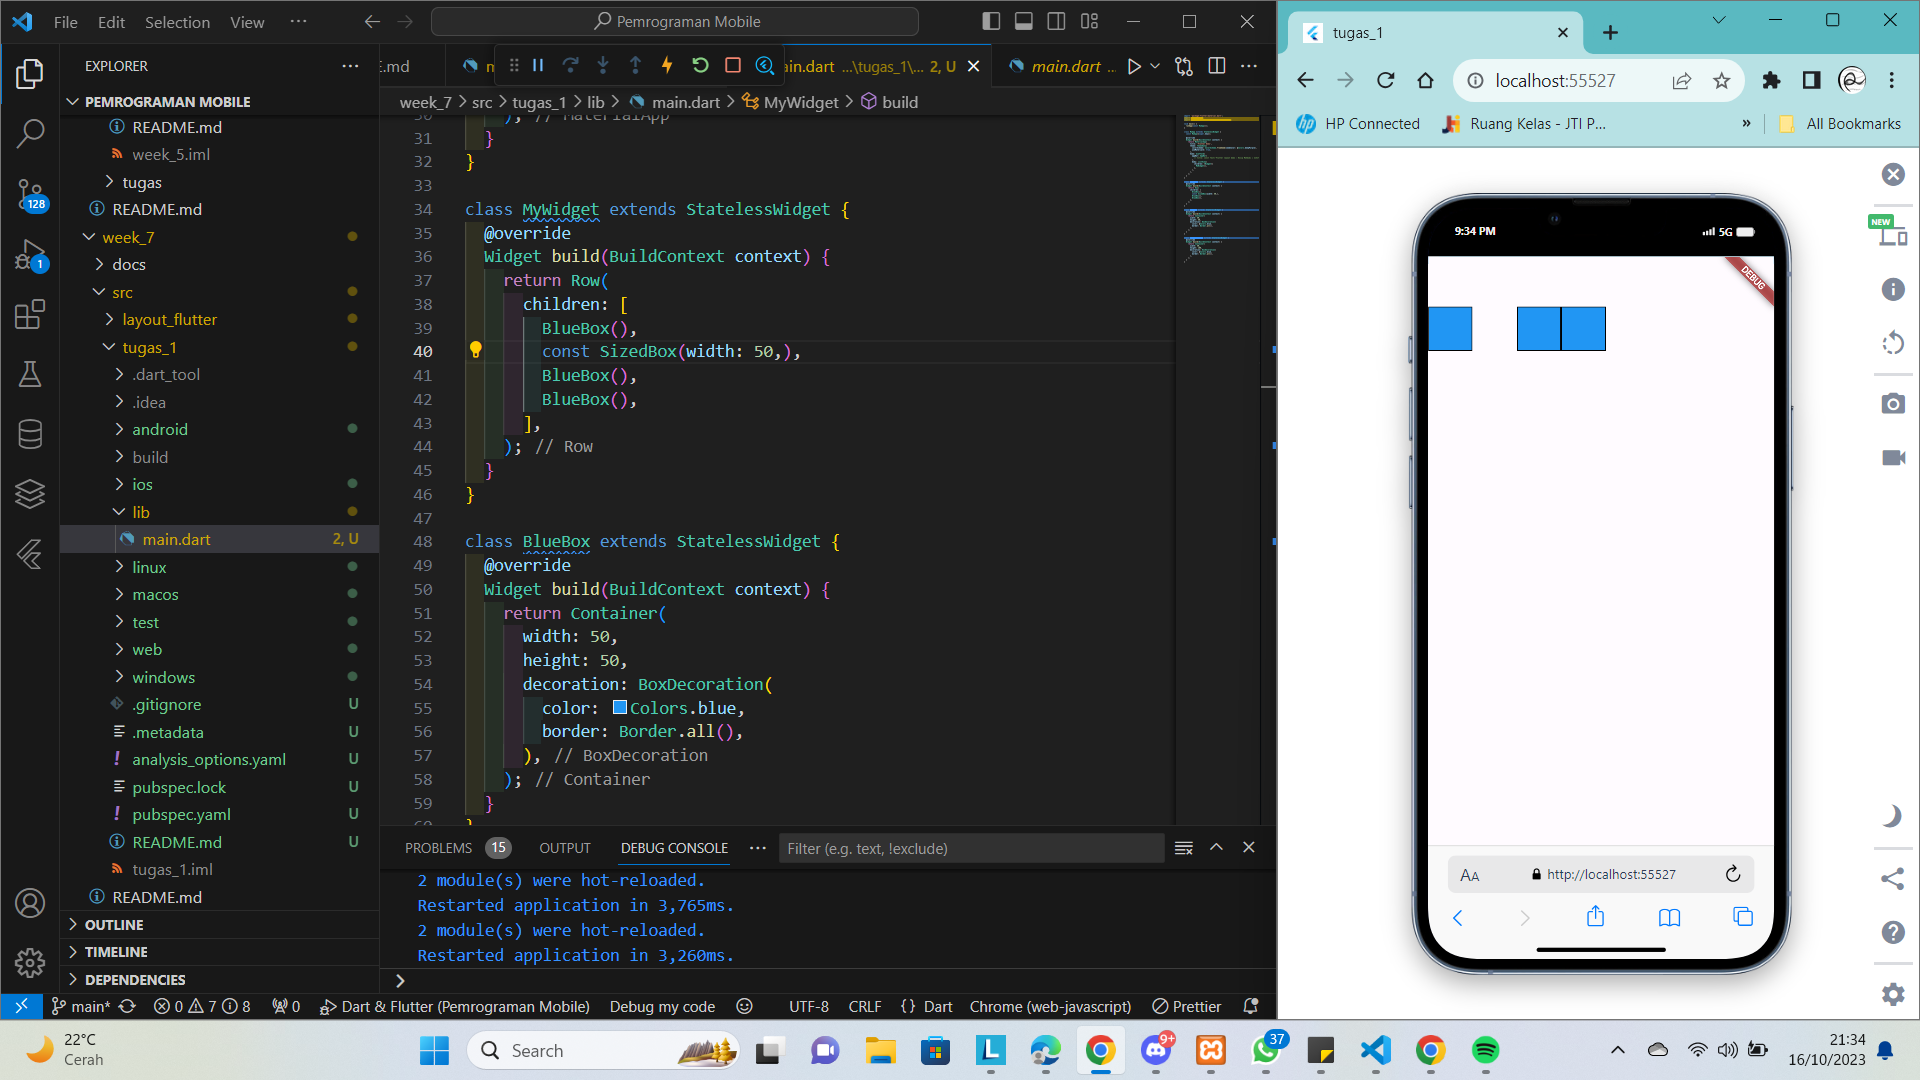 File Edit Selection View ··· Pemrograman Mobile
EXPLORER
PEMROGRAMAN MOBILE
README.md
week_5.iml
tugas
README.md
week_7
docs
src
layout_flutter
tugas_1
.dart_tool
.idea
android
build
ios
lib
main.dart 2, U
linux
macos
test
web
windows
.gitignore U
.metadata U
analysis_options.yaml U
pubspec.lock U
pubspec.yaml U
README.md U
tugas_1.iml
README.md
OUTLINE
TIMELINE
DEPENDENCIES
128
1
.md
ain.dart ...\tugas_1\... 2, U
main.dart ...
week_7 > src > tugas_1 > lib > main.dart > MyWidget > build
30 ); // MaterialApp
31 }
32 }
33
34 class MyWidget extends StatelessWidget {
35 @override
36 Widget build(BuildContext context) {
37 return Row(
38 children: [
39 BlueBox(),
40 const SizedBox(width: 50,),
41 BlueBox(),
42 BlueBox(),
43 ],
44 ); // Row
45 }
46 }
47
48 class BlueBox extends StatelessWidget {
49 @override
50 Widget build(BuildContext context) {
51 return Container(
52 width: 50,
53 height: 50,
54 decoration: BoxDecoration(
55 color: Colors.blue,
56 border: Border.all(),
57 ), // BoxDecoration
58 ); // Container
59 }
60 }
PROBLEMS 15 OUTPUT DEBUG CONSOLE ··· Filter (e.g. text, !exclude)
2 module(s) were hot-reloaded.
Restarted application in 3,765ms.
2 module(s) were hot-reloaded.
Restarted application in 3,260ms.
main* 0 7 8 0 Dart & Flutter (Pemrograman Mobile) Debug my code UTF-8 CRLF {} Dart Chrome (web-javascript) Prettier
tugas_1
localhost:55527
HP Connected Ruang Kelas - JTI P... » All Bookmarks
NEW
9:34 PM 5G
DEBUG
AA http://localhost:55527
22°C
Cerah
Search
9+
37
21:34
16/10/2023